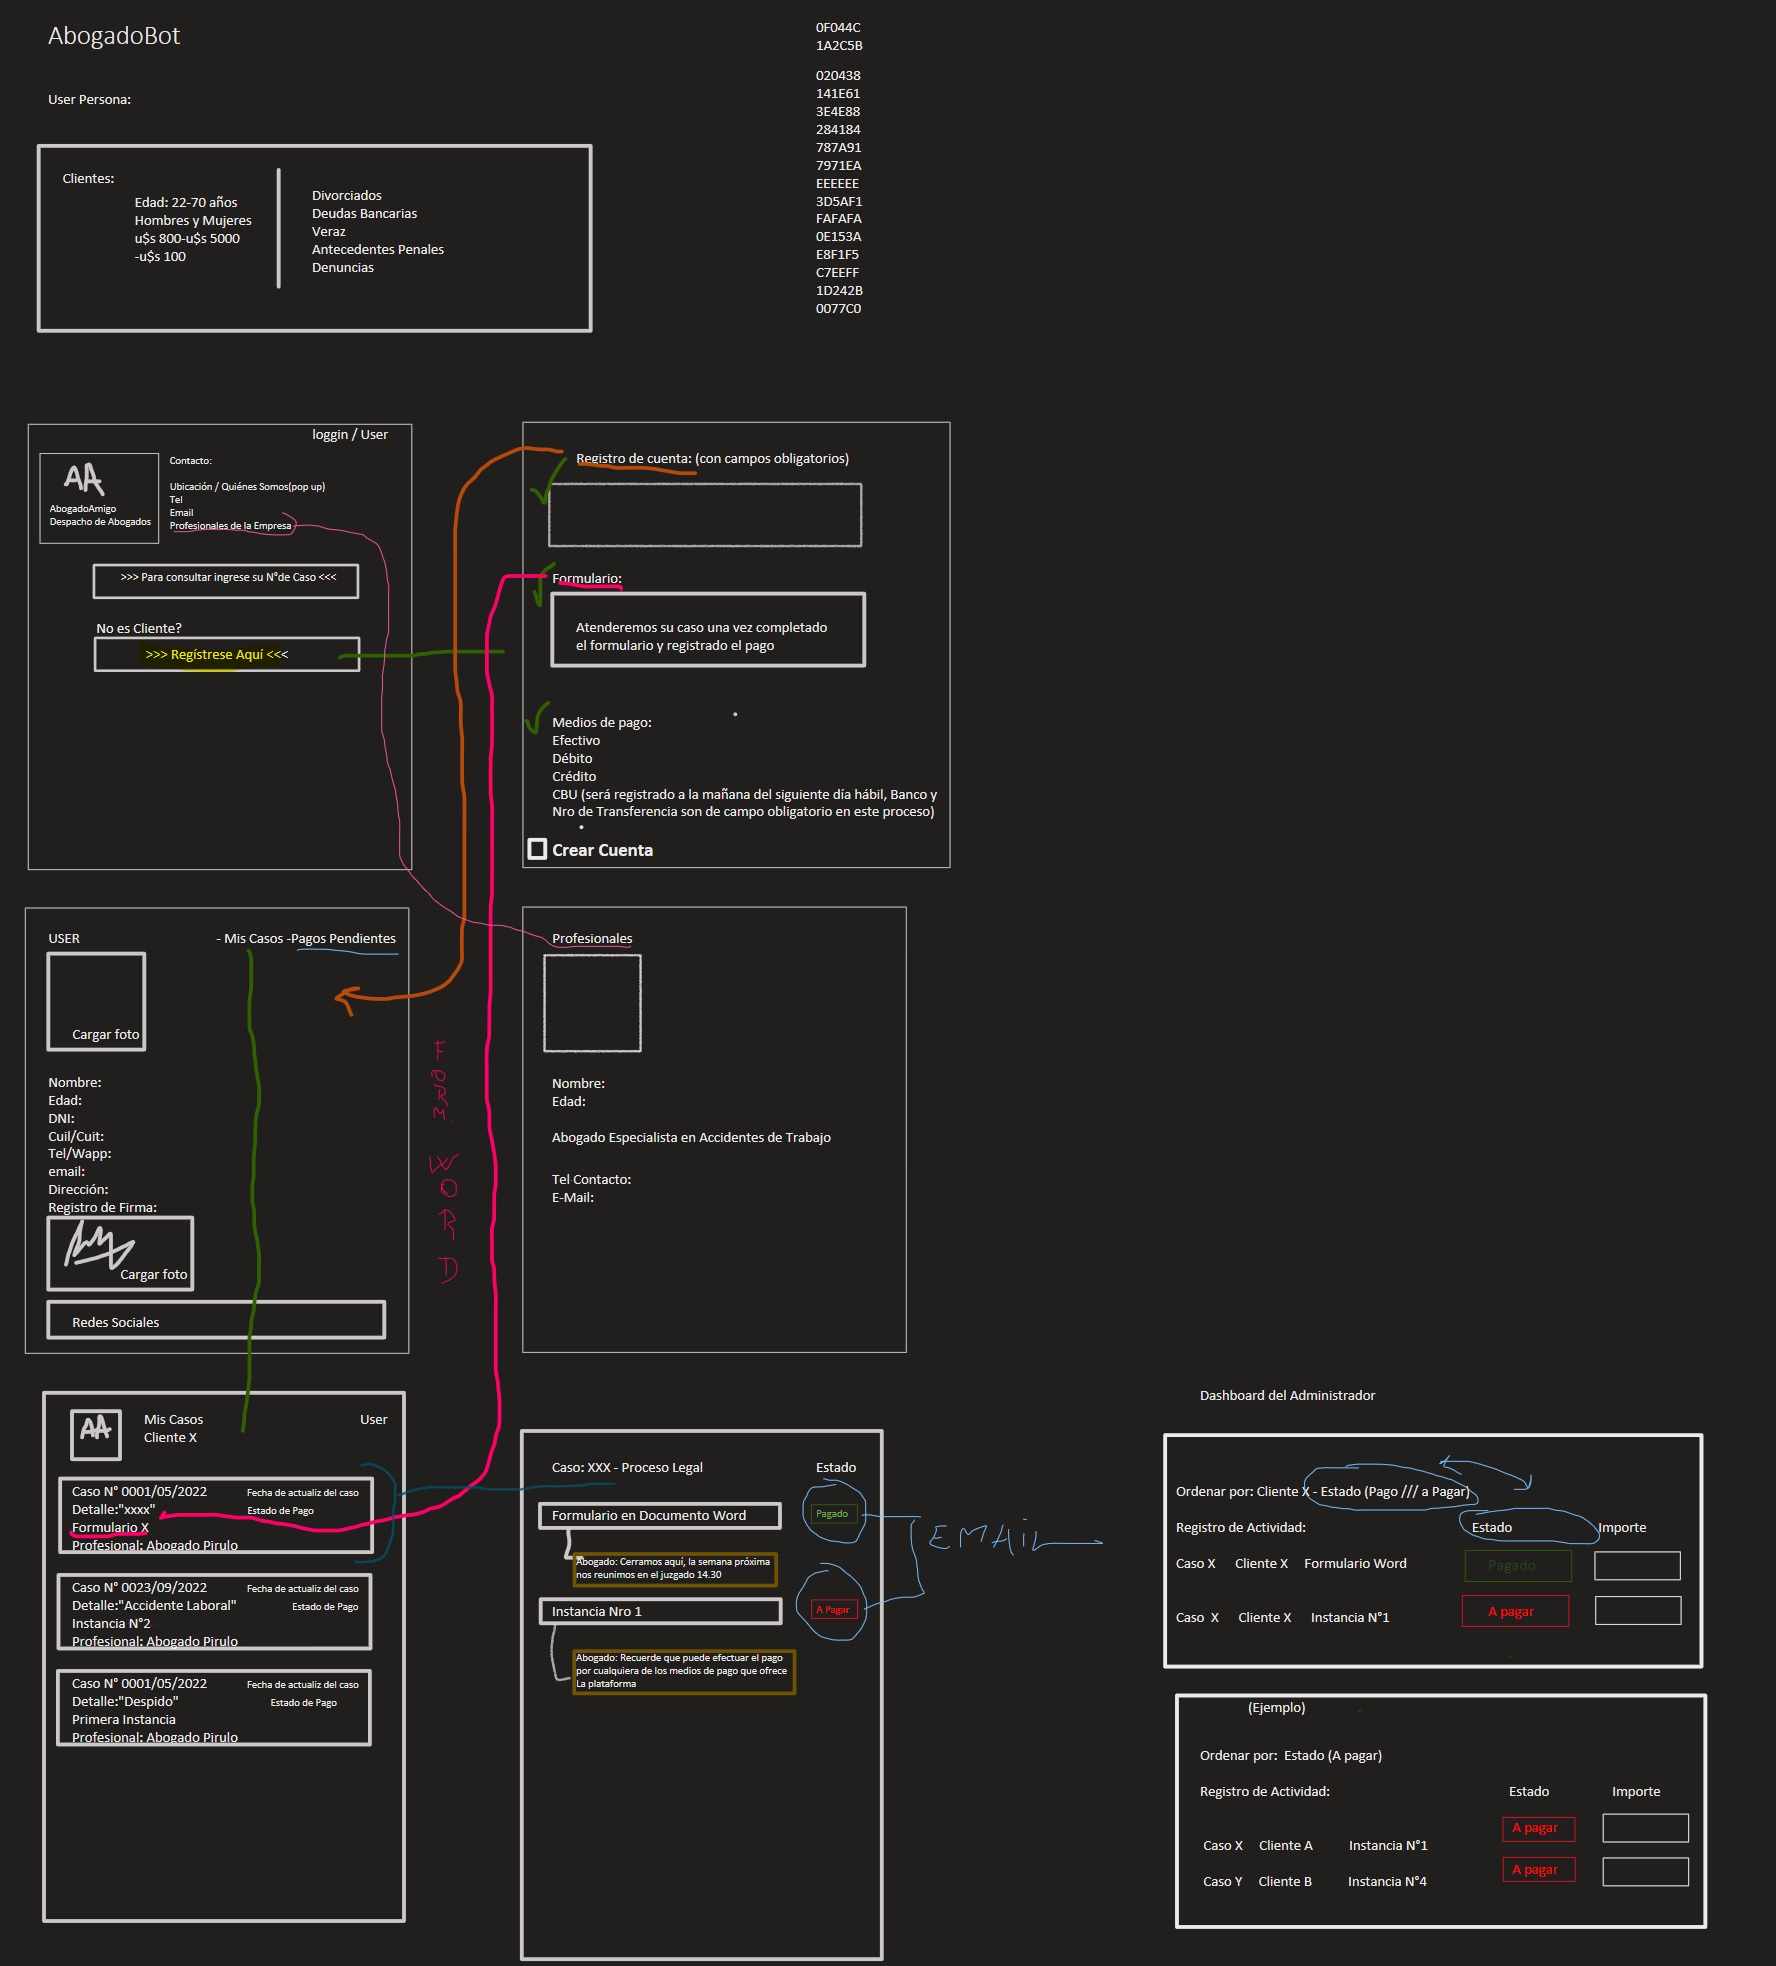 AbogadoBot
User Persona:
Clientes:
Edad: 22-70 años
Hombres y Mujeres
u$s 800-u$s 5000
-u$s 100
Divorciados
Deudas Bancarias
Veraz
Antecedentes Penales
Denuncias
0F044C
1A2C5B
020438
141E61
3E4E88
284184
787A91
7971EA
EEEEEE
3D5AF1
FAFAFA
0E153A
E8F1F5
C7EEFF
1D242B
0077C0
loggin / User
AA
AbogadoAmigo
Despacho de Abogados
Contacto:
Ubicación / Quiénes Somos(pop up)
Tel
Email
Profesionales de la Empresa
>>> Para consultar ingrese su N°de Caso <<<
No es Cliente?
>>> Regístrese Aquí <<<
Registro de cuenta: (con campos obligatorios)
Formulario:
Atenderemos su caso una vez completado
el formulario y registrado el pago
Medios de pago:
Efectivo
Débito
Crédito
CBU (será registrado a la mañana del siguiente día hábil, Banco y
Nro de Transferencia son de campo obligatorio en este proceso)
Crear Cuenta
USER
- Mis Casos -Pagos Pendientes
Cargar foto
Nombre:
Edad:
DNI:
Cuil/Cuit:
Tel/Wapp:
email:
Dirección:
Registro de Firma:
Cargar foto
Redes Sociales
FORM WORD
Profesionales
Nombre:
Edad:
Abogado Especialista en Accidentes de Trabajo
Tel Contacto:
E-Mail:
AA
Mis Casos
Cliente X
User
Caso N° 0001/05/2022
Fecha de actualiz del caso
Detalle:"xxxx"
Estado de Pago
Formulario X
Profesional: Abogado Pirulo
Caso N° 0023/09/2022
Fecha de actualiz del caso
Detalle:"Accidente Laboral"
Estado de Pago
Instancia N°2
Profesional: Abogado Pirulo
Caso N° 0001/05/2022
Fecha de actualiz del caso
Detalle:"Despido"
Estado de Pago
Primera Instancia
Profesional: Abogado Pirulo
Caso: XXX - Proceso Legal
Estado
Formulario en Documento Word
Pagado
Abogado: Cerramos aquí, la semana próxima
nos reunimos en el juzgado 14.30
Instancia Nro 1
A Pagar
Abogado: Recuerde que puede efectuar el pago
por cualquiera de los medios de pago que ofrece
La plataforma
EMAIL
Dashboard del Administrador
Ordenar por: Cliente X - Estado (Pago /// a Pagar)
Registro de Actividad:
Estado
Importe
Caso X Cliente X Formulario Word
Pagado
Caso X Cliente X Instancia N°1
A pagar
(Ejemplo)
Ordenar por: Estado (A pagar)
Registro de Actividad:
Estado
Importe
Caso X Cliente A Instancia N°1
A pagar
Caso Y Cliente B Instancia N°4
A pagar